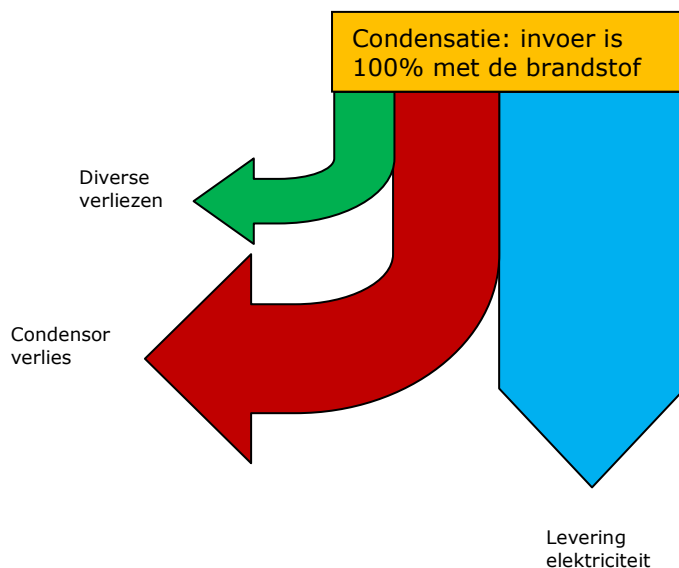 Condensatie: invoer is
100% met de brandstof
Diverse
verliezen
Condensor
verlies
Levering
elektriciteit